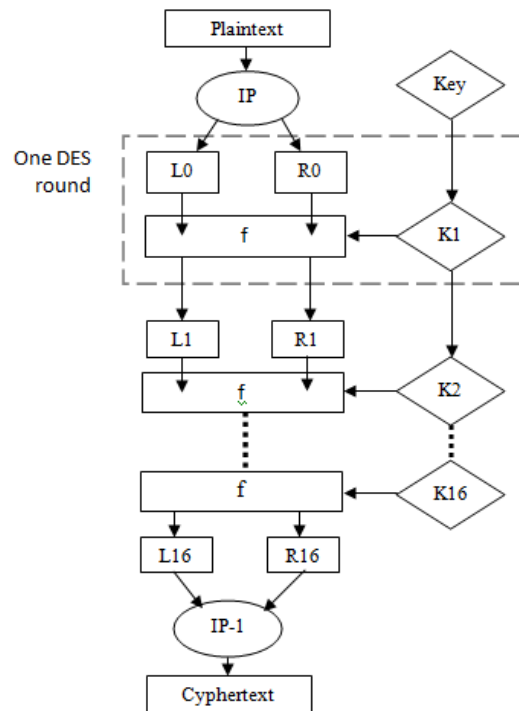 Plaintext
IP
Key
One DES
round
L0
R0
f
K1
L1
R1
f
K2
f
K16
L16
R16
IP-1
Cyphertext